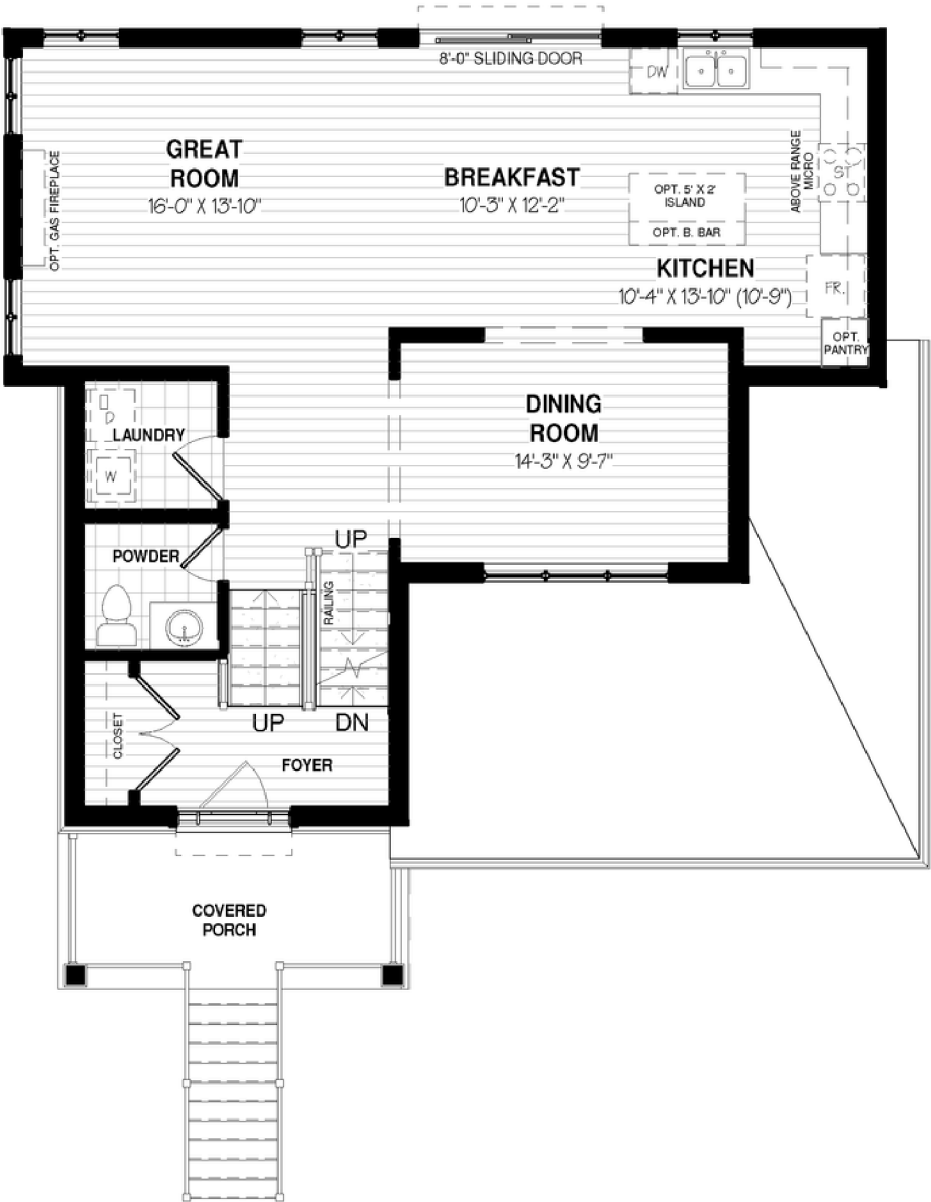 8'-0" SLIDING DOOR
DW
GREAT
ROOM
16'-0" X 13'-10"
OPT. GAS FIREPLACE
BREAKFAST
10'-3" X 12'-2"
OPT. 5' X 2'
ISLAND
OPT. B. BAR
ABOVE RANGE
MICRO
ST
KITCHEN
10'-4" X 13'-10" (10'-9")
FR.
OPT.
PANTRY
DINING
ROOM
14'-3" X 9'-7"
D
LAUNDRY
W
POWDER
UP
RAILING
UP
DN
CLOSET
FOYER
COVERED
PORCH